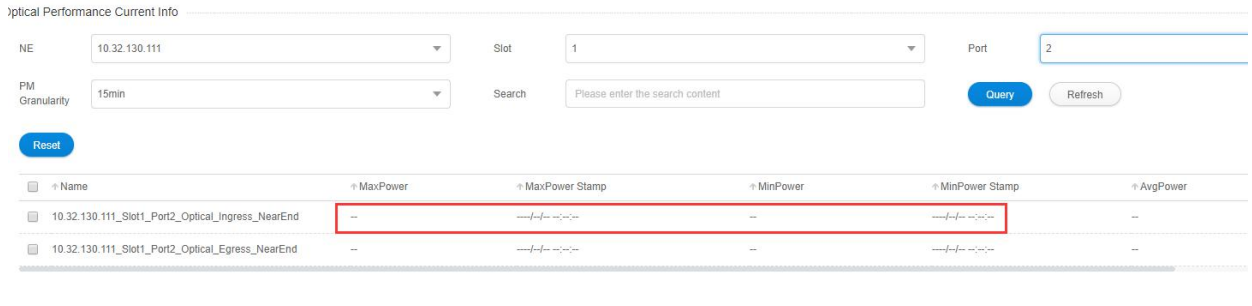 Optical Performance Current Info
NE 10.32.130.111 Slot 1 Port 2
PM Granularity 15min Search Please enter the search content Query Refresh
Reset
Name MaxPower MaxPower Stamp MinPower MinPower Stamp AvgPower
10.32.130.111_Slot1_Port2_Optical_Ingress_NearEnd -- ----/--/-- --:--:-- -- ----/--/-- --:--:-- --
10.32.130.111_Slot1_Port2_Optical_Egress_NearEnd -- ----/--/-- --:--:-- -- ----/--/-- --:--:-- --